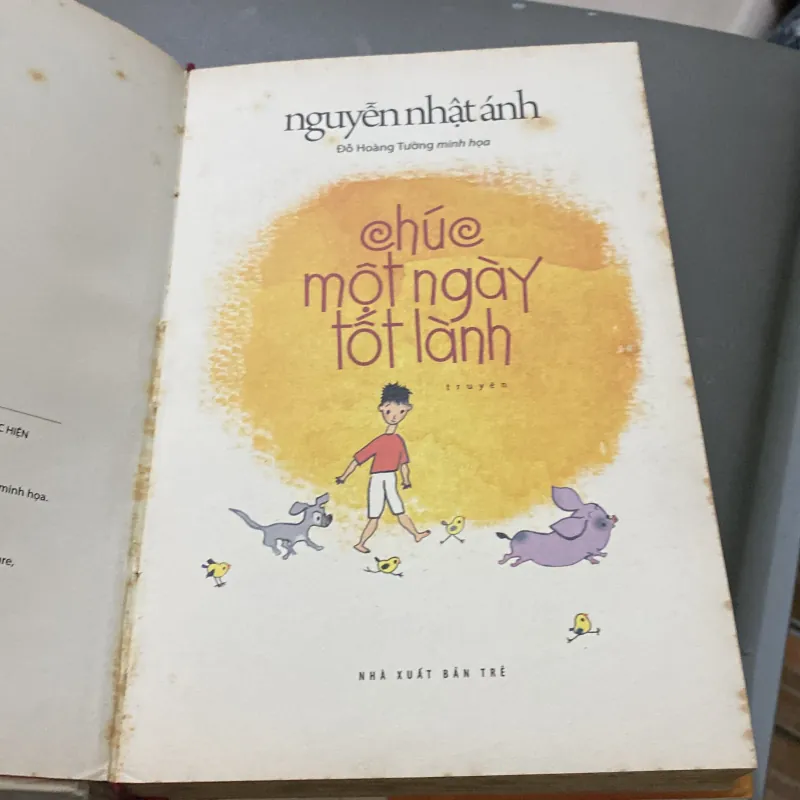 C HIỆN
minh họa.
are,
nguyễn nhật ánh
Đỗ Hoàng Tường minh họa
chúc
một ngày
tốt lành
truyện
NHÀ XUẤT BẢN TRẺ